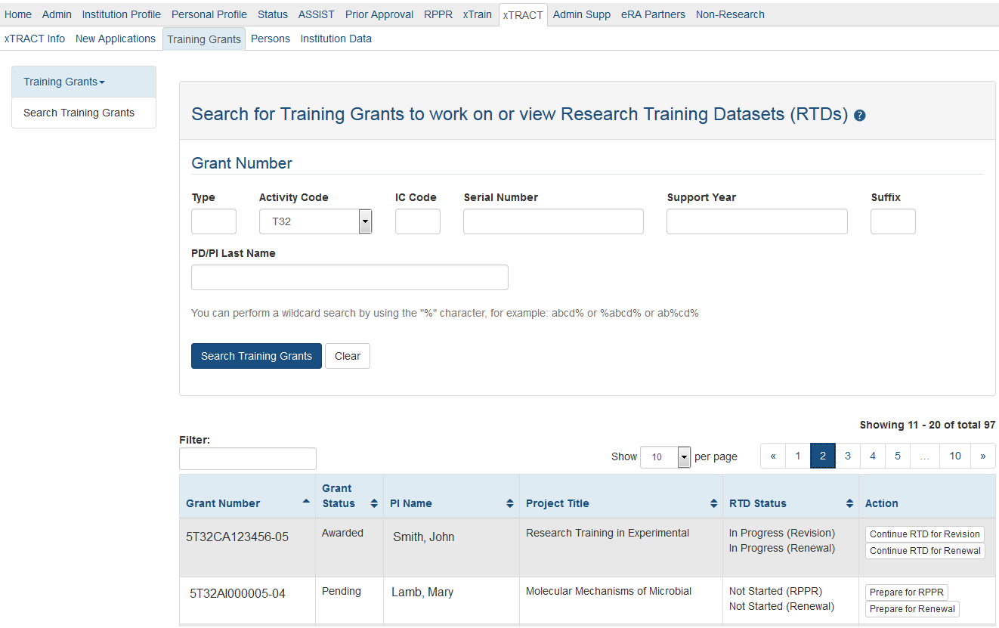 Home Admin Institution Profile Personal Profile Status ASSIST Prior Approval RPPR xTrain xTRACT Admin Supp eRA Partners Non-Research
xTRACT Info New Applications Training Grants Persons Institution Data
Training Grants
Search Training Grants
Search for Training Grants to work on or view Research Training Datasets (RTDs) ?
Grant Number
Type Activity Code IC Code Serial Number Support Year Suffix
T32
PD/PI Last Name
You can perform a wildcard search by using the "%" character, for example: abcd% or %abcd% or ab%cd%
Search Training Grants Clear
Showing 11 - 20 of total 97
Filter:
Show 10 per page « 1 2 3 4 5 ... 10 »
Grant Number Grant Status PI Name Project Title RTD Status Action
5T32CA123456-05 Awarded Smith, John Research Training in Experimental In Progress (Revision) Continue RTD for Revision
In Progress (Renewal) Continue RTD for Renewal
5T32AI000005-04 Pending Lamb, Mary Molecular Mechanisms of Microbial Not Started (RPPR) Prepare for RPPR
Not Started (Renewal) Prepare for Renewal